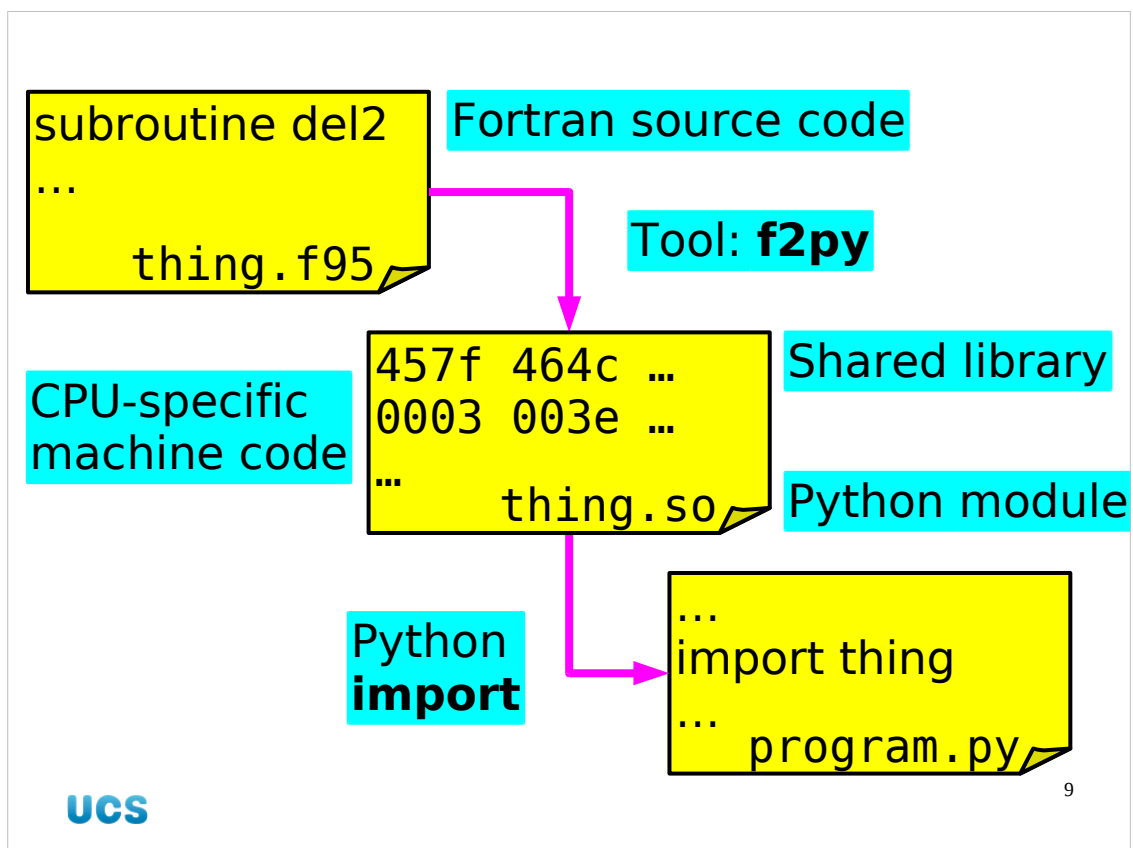 subroutine del2
…
thing.f95
Fortran source code
Tool: f2py
CPU-specific
machine code
457f 464c …
0003 003e …
…
thing.so
Shared library
Python module
Python
import
…
import thing
…
program.py
UCS
9